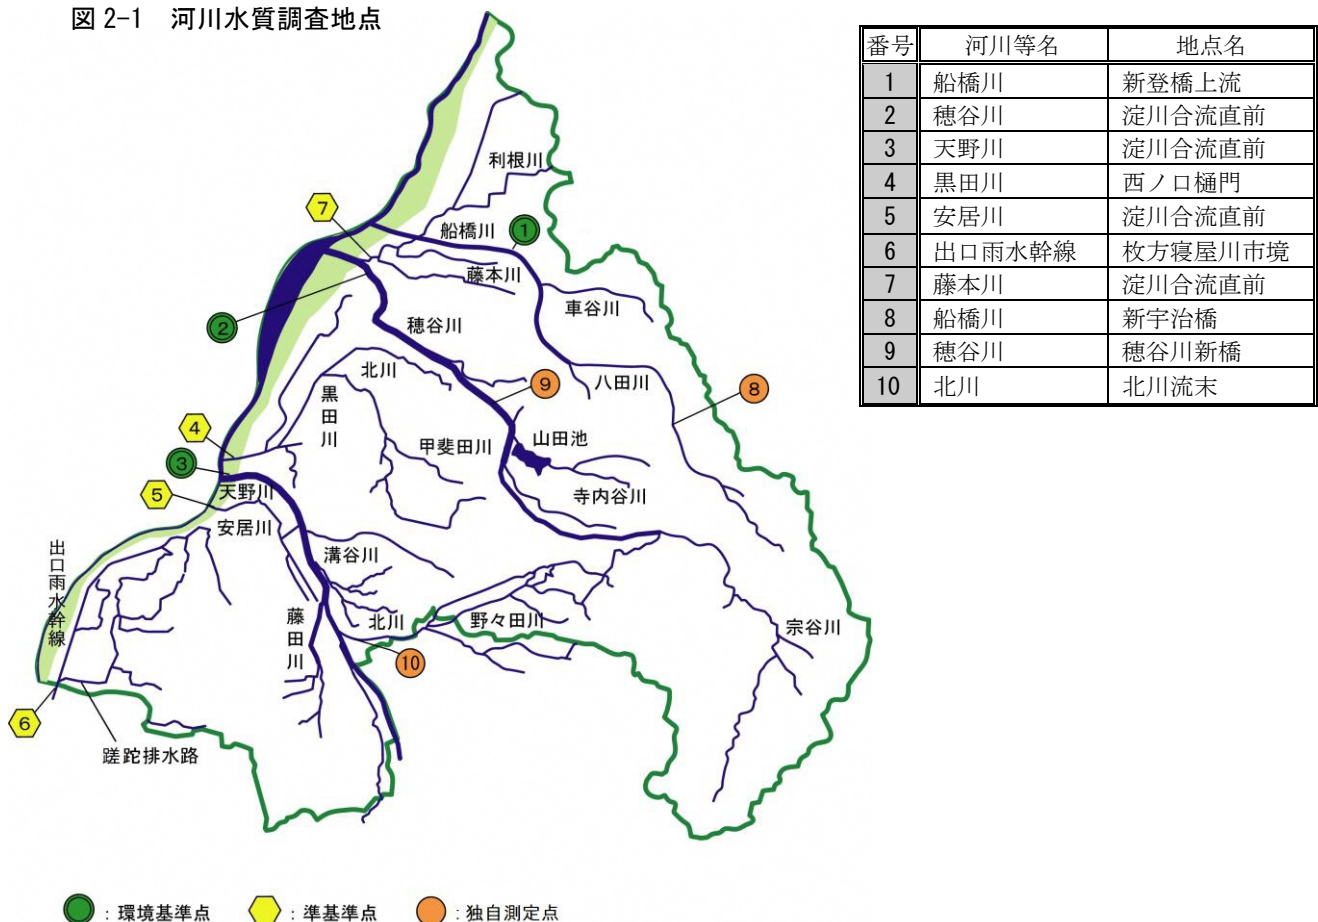 図 2-1　河川水質調査地点
番号 河川等名 地点名
1 船橋川 新登橋上流
2 穂谷川 淀川合流直前
3 天野川 淀川合流直前
4 黒田川 西ノ口樋門
5 安居川 淀川合流直前
6 出口雨水幹線 枚方寝屋川市境
7 藤本川 淀川合流直前
8 船橋川 新宇治橋
9 穂谷川 穂谷川新橋
10 北川 北川流末
利根川
7
船橋川
1
藤本川
車谷川
2
穂谷川
北川
9
八田川
8
黒田川
4
甲斐田川
山田池
3
天野川
5
寺内谷川
安居川
出口雨水幹線
溝谷川
藤田川
北川
野々田川
宗谷川
10
6
蹉跎排水路
：環境基準点
：準基準点
：独自測定点